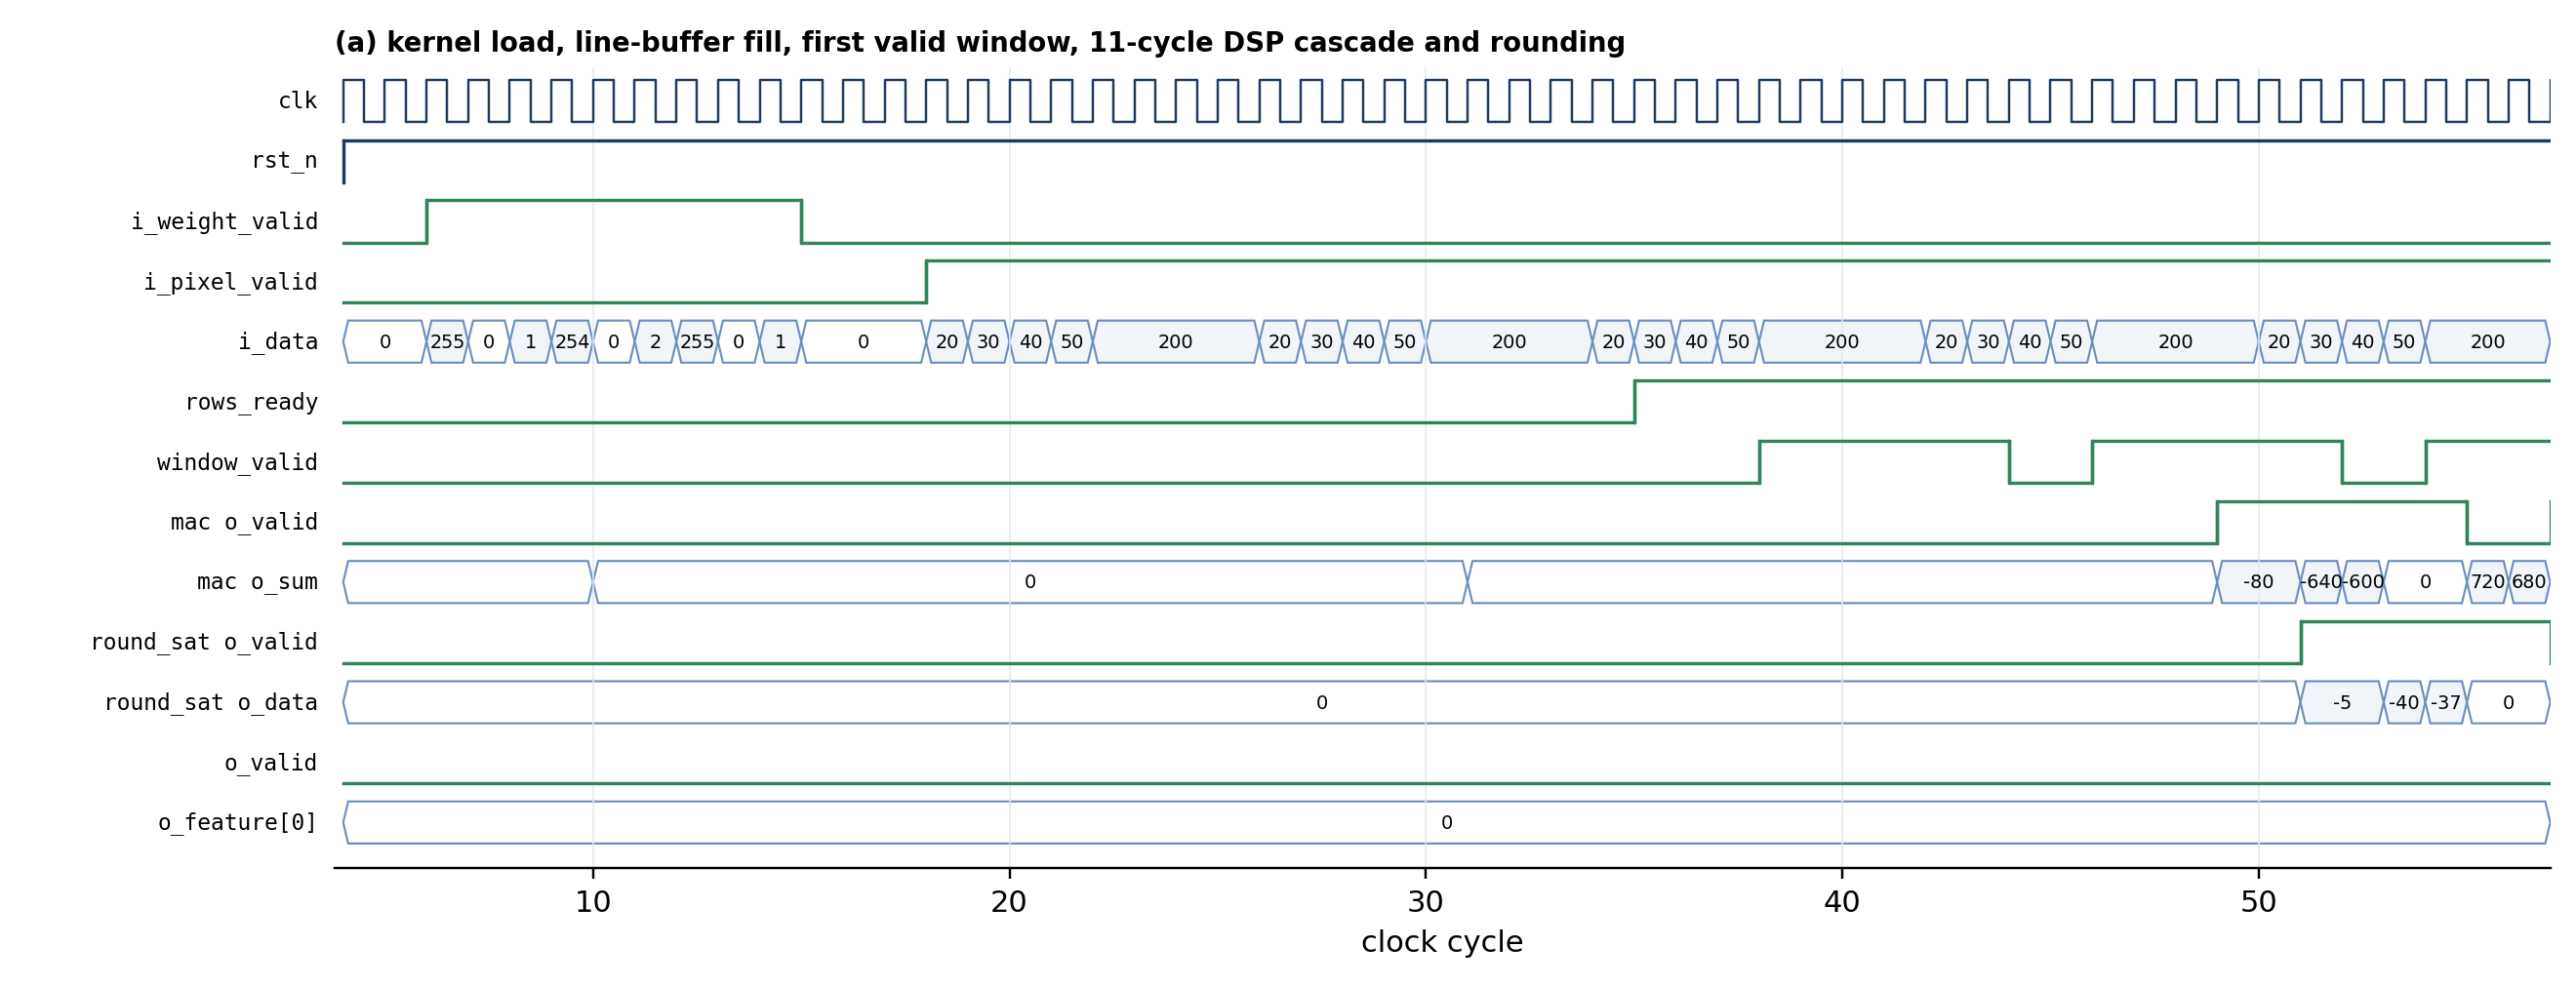 (a) kernel load, line-buffer fill, first valid window, 11-cycle DSP cascade and rounding
clk
rst_n
i_weight_valid
i_pixel_valid
i_data 0 255 0 1 254 0 2 255 0 1 0 20 30 40 50 200 20 30 40 50 200 20 30 40 50 200 20 30 40 50 200 20 30 40 50 200
rows_ready
window_valid
mac o_valid
mac o_sum 0 -80 -640 -600 0 720 680
round_sat o_valid
round_sat o_data 0 -5 -40 -37 0
o_valid
o_feature[0] 0
10 20 30 40 50
clock cycle